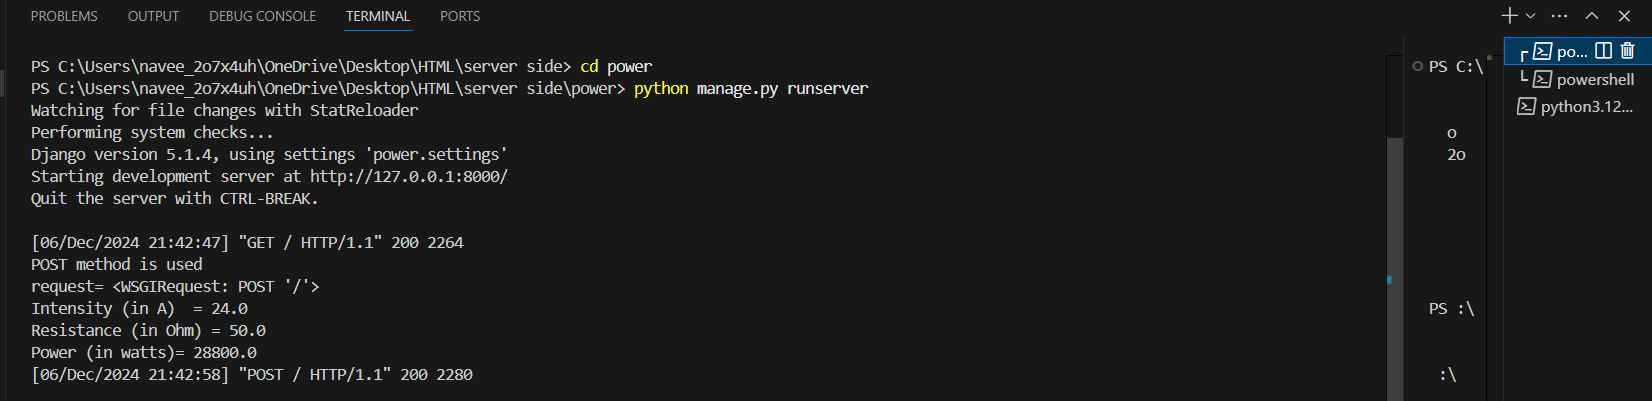 PROBLEMS OUTPUT DEBUG CONSOLE TERMINAL PORTS
PS C:\Users\navee_2o7x4uh\OneDrive\Desktop\HTML\server side> cd power
PS C:\Users\navee_2o7x4uh\OneDrive\Desktop\HTML\server side\power> python manage.py runserver
Watching for file changes with StatReloader
Performing system checks...
Django version 5.1.4, using settings 'power.settings'
Starting development server at http://127.0.0.1:8000/
Quit the server with CTRL-BREAK.
[06/Dec/2024 21:42:47] "GET / HTTP/1.1" 200 2264
POST method is used
request= <WSGIRequest: POST '/'>
Intensity (in A)  = 24.0
Resistance (in Ohm) = 50.0
Power (in watts)= 28800.0
[06/Dec/2024 21:42:58] "POST / HTTP/1.1" 200 2280
PS C:\
o
2o
PS :\
:\
po...
powershell
python3.12...